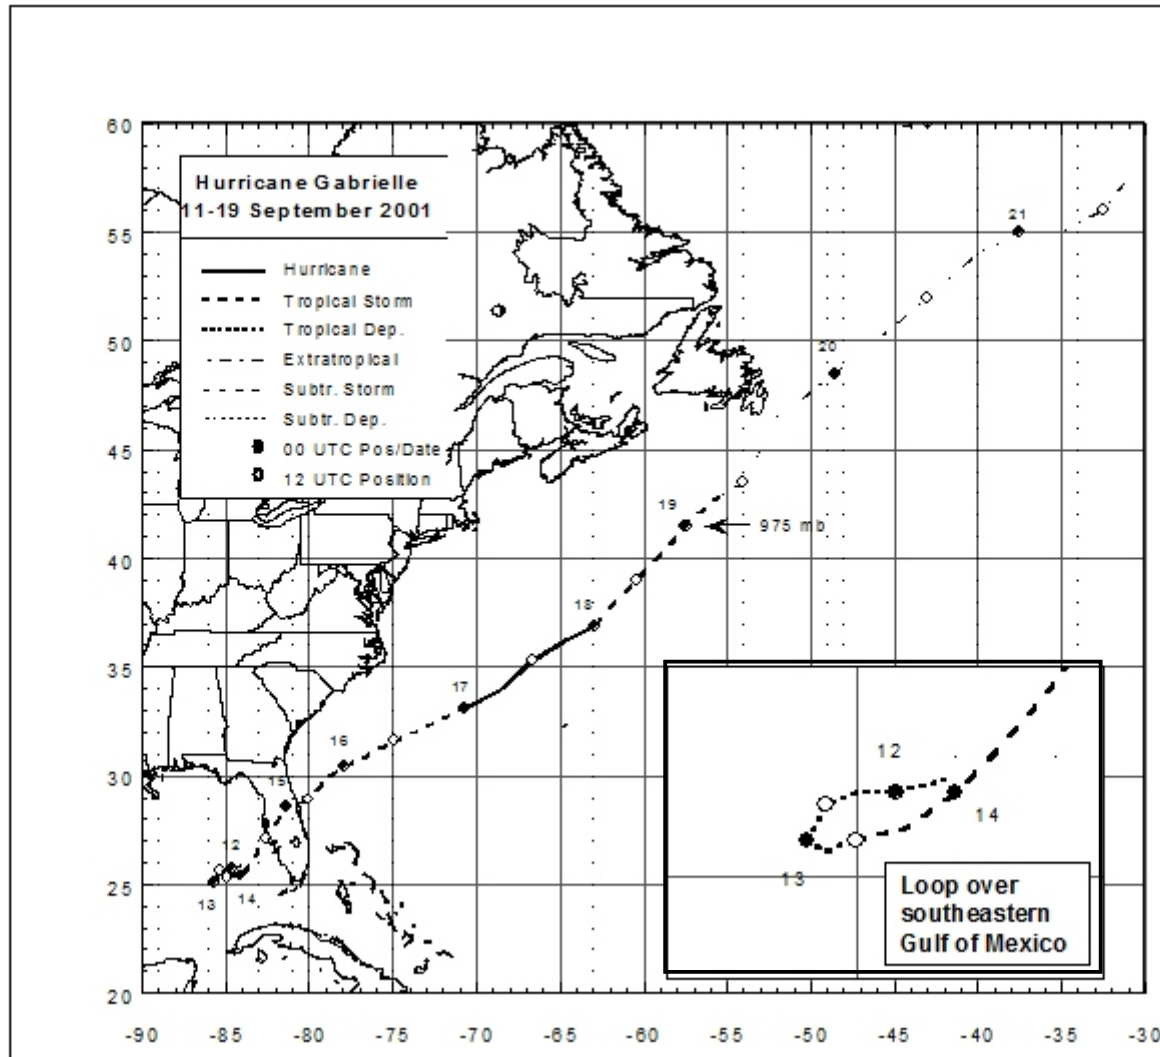 Hurricane Gabrielle
11-19 September 2001
Hurricane
Tropical Storm
Tropical Dep.
Extratropical
Subtr. Storm
Subtr. Dep.
00 UTC Pos/Date
12 UTC Position
60
55
50
45
40
35
30
25
20
21
20
19
975 mb
18
17
16
15
12
13
14
12
14
13
Loop over
southeastern
Gulf of Mexico
-90
-85
-80
-75
-70
-65
-60
-55
-50
-45
-40
-35
-30